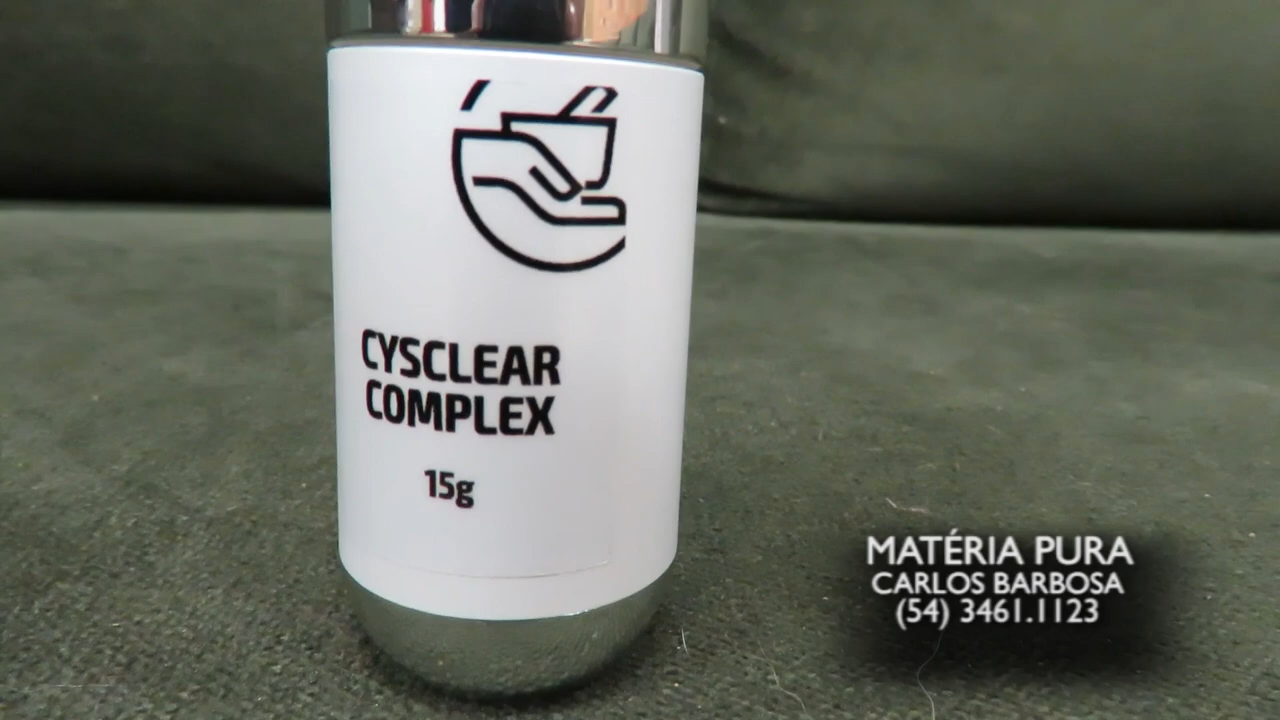 CYSCLEAR
COMPLEX
15g
MATÉRIA PURA
CARLOS BARBOSA
(54) 3461.1123